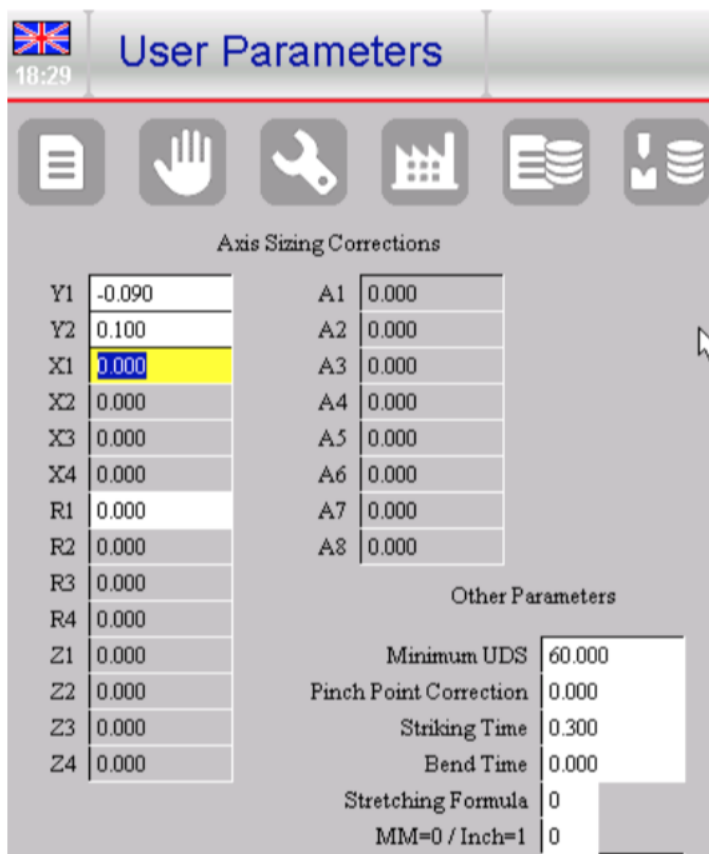 User Parameters
18:29
Axis Sizing Corrections
Y1 -0.090 A1 0.000
Y2 0.100 A2 0.000
X1 0.000 A3 0.000
X2 0.000 A4 0.000
X3 0.000 A5 0.000
X4 0.000 A6 0.000
R1 0.000 A7 0.000
R2 0.000 A8 0.000
R3 0.000 Other Parameters
R4 0.000
Z1 0.000 Minimum UDS 60.000
Z2 0.000 Pinch Point Correction 0.000
Z3 0.000 Striking Time 0.300
Z4 0.000 Bend Time 0.000
Stretching Formula 0
MM=0 / Inch=1 0